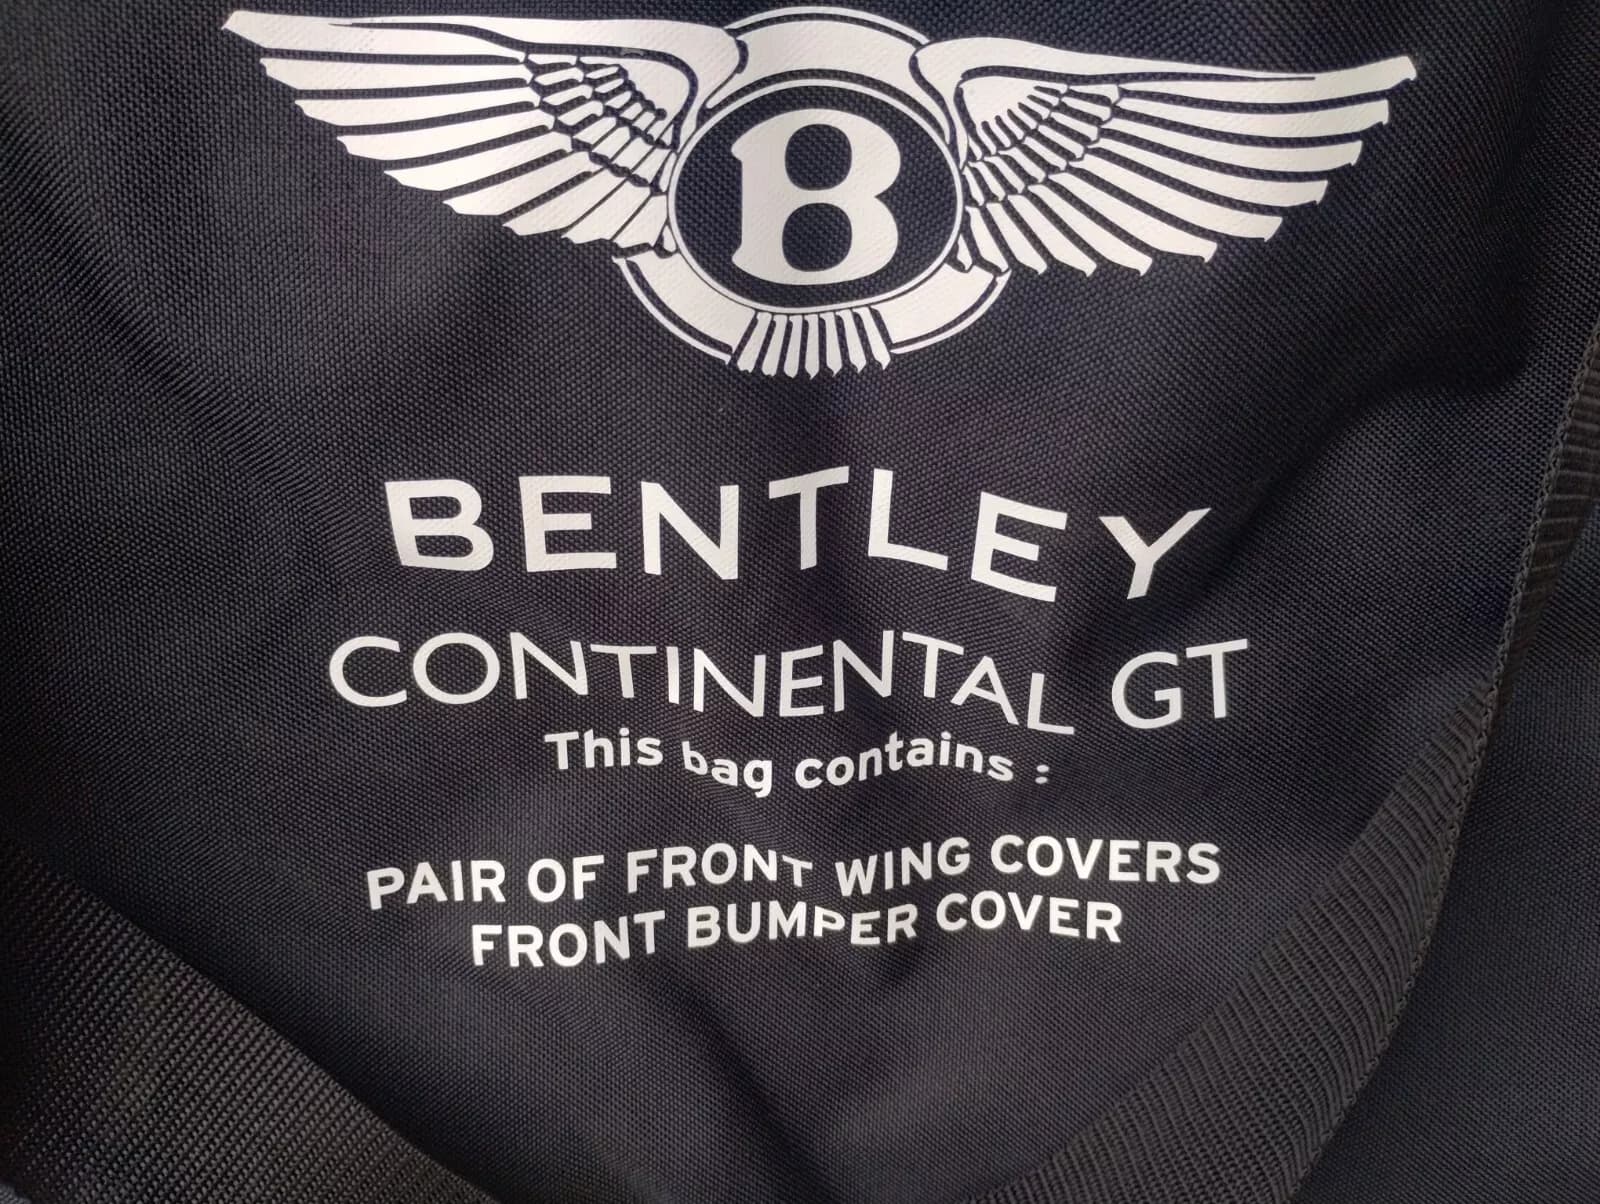 B
BENTLEY
CONTINENTAL GT
This bag contains :
PAIR OF FRONT WING COVERS
FRONT BUMPER COVER